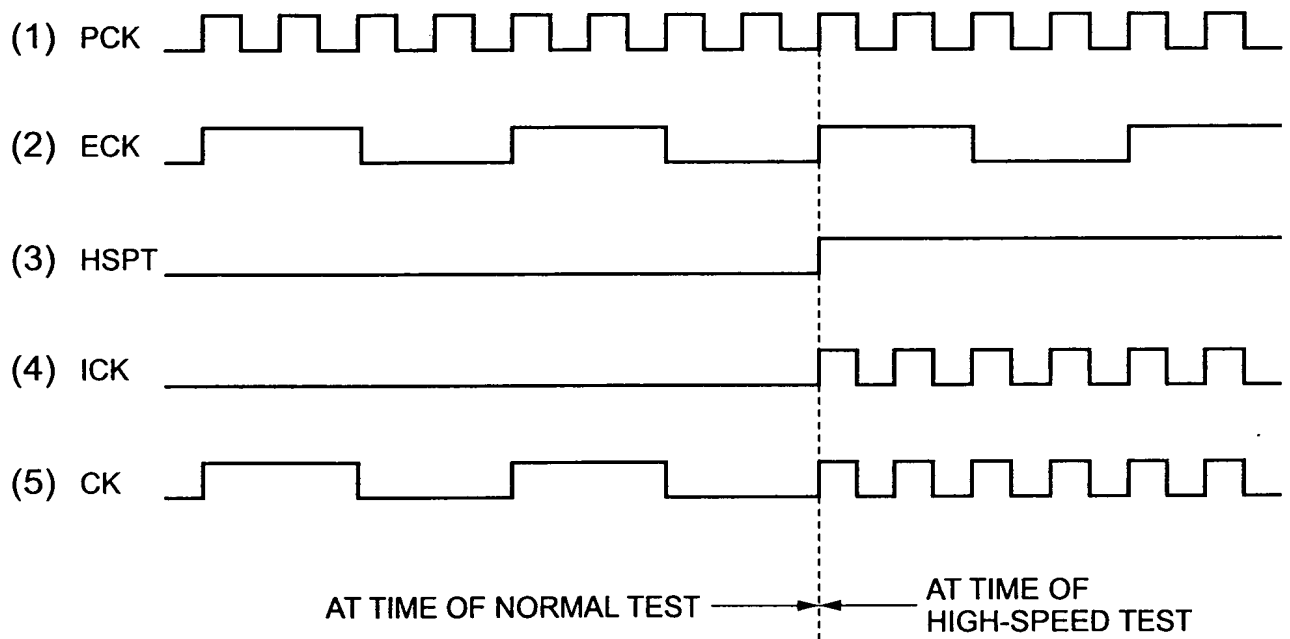 (1) PCK
(2) ECK
(3) HSPT
(4) ICK
(5) CK
AT TIME OF NORMAL TEST
AT TIME OF
HIGH-SPEED TEST